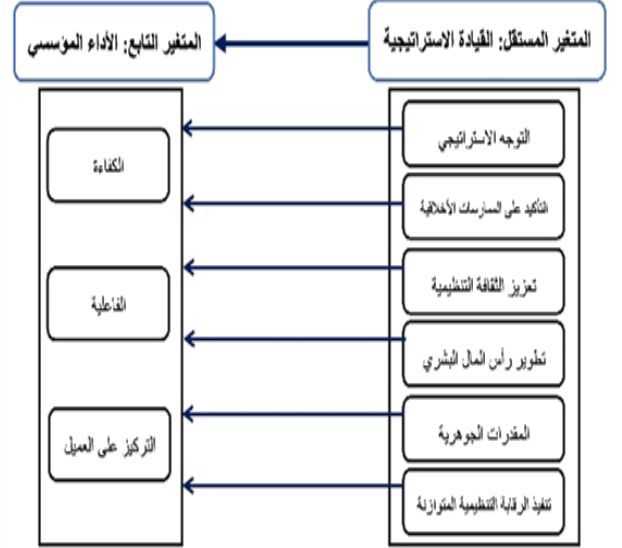 المتغير المستقل: القيادة الاستراتيجية
المتغير التابع: الأداء المؤسسي
التوجه الاستراتيجي
التأكيد على الممارسات الأخلاقية
تعزيز الثقافة التنظيمية
تطوير رأس المال البشري
المقدرات الجوهرية
تنفيذ الرقابة التنظيمية المتوازنة
الكفاءة
الفاعلية
التركيز على العميل